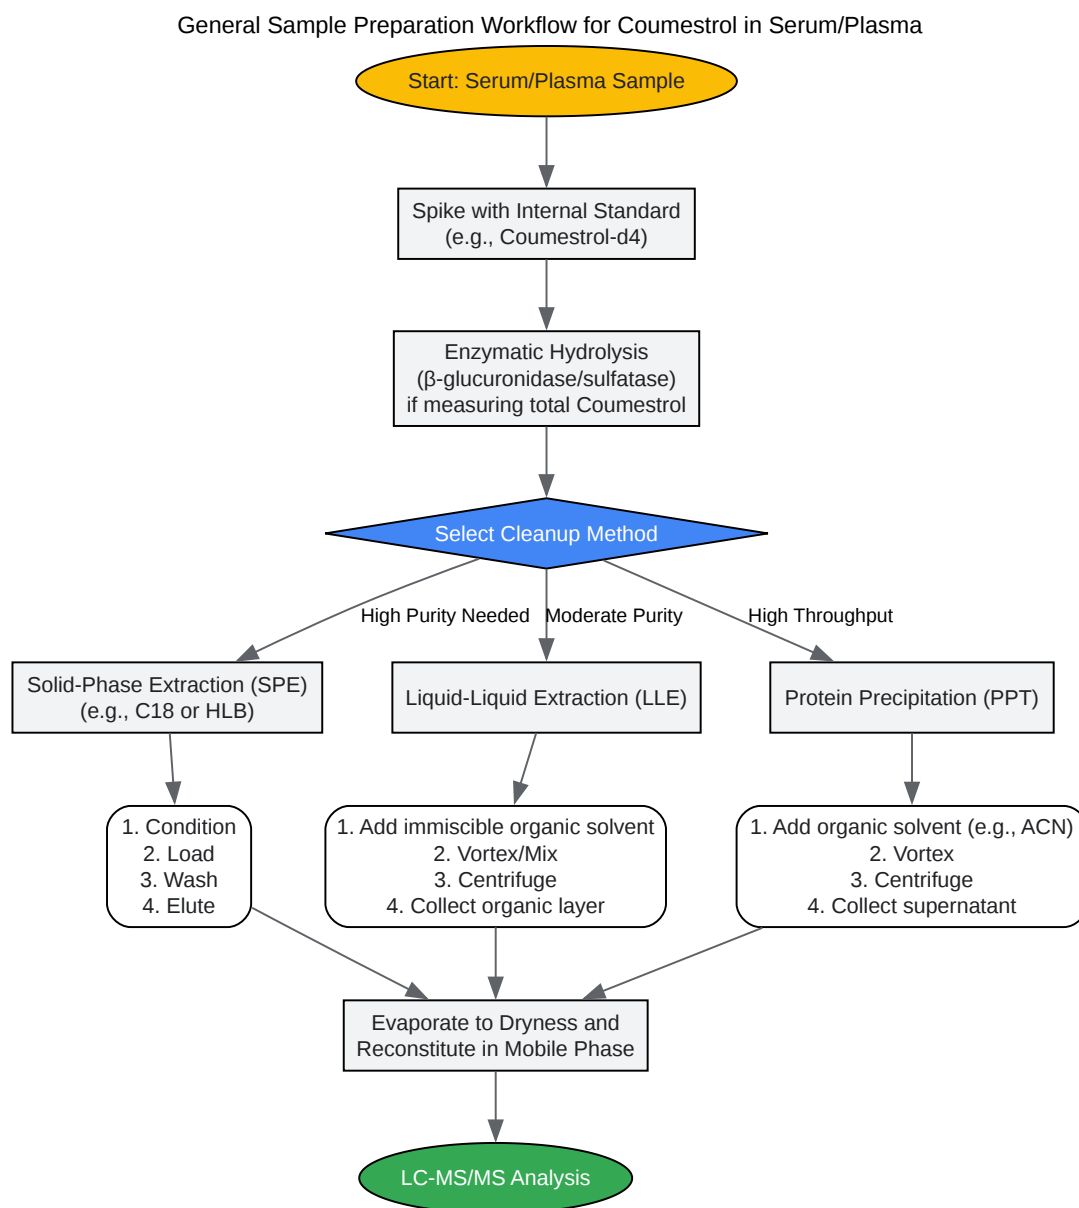 General Sample Preparation Workflow for Coumestrol in Serum/Plasma
Start: Serum/Plasma Sample
Spike with Internal Standard
(e.g., Coumestrol-d4)
Enzymatic Hydrolysis
(β-glucuronidase/sulfatase)
if measuring total Coumestrol
Select Cleanup Method
High Purity Needed
Moderate Purity
High Throughput
Solid-Phase Extraction (SPE)
(e.g., C18 or HLB)
Liquid-Liquid Extraction (LLE)
Protein Precipitation (PPT)
1. Condition
2. Load
3. Wash
4. Elute
1. Add immiscible organic solvent
2. Vortex/Mix
3. Centrifuge
4. Collect organic layer
1. Add organic solvent (e.g., ACN)
2. Vortex
3. Centrifuge
4. Collect supernatant
Evaporate to Dryness and
Reconstitute in Mobile Phase
LC-MS/MS Analysis